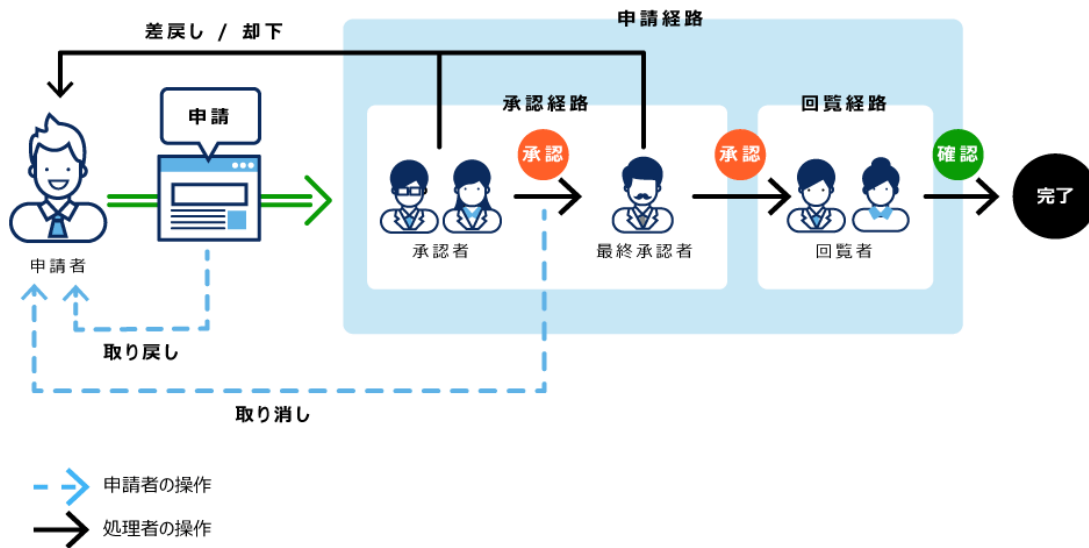 申請経路
差戻し / 却下
承認経路
回覧経路
申請
承認
承認
確認
完了
申請者
承認者
最終承認者
回覧者
取り戻し
取り消し
申請者の操作
処理者の操作